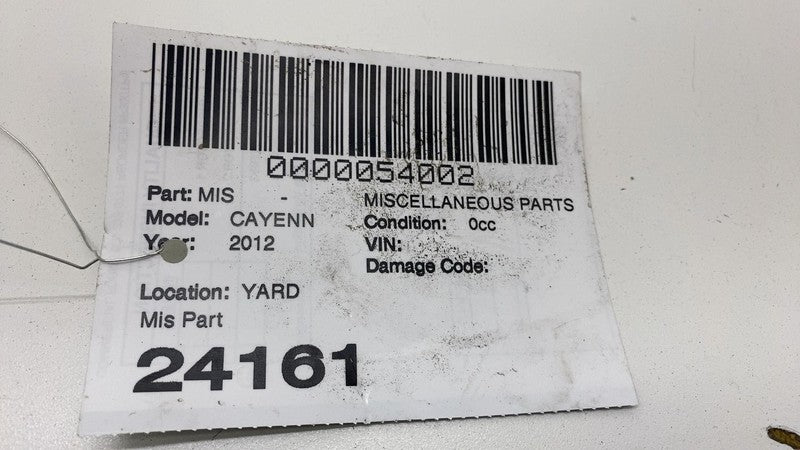 0000054002
Part: MIS - MISCELLANEOUS PARTS
Model: CAYENN Condition: 0cc
Year: 2012 VIN:
Damage Code:
Location: YARD
Mis Part
24161